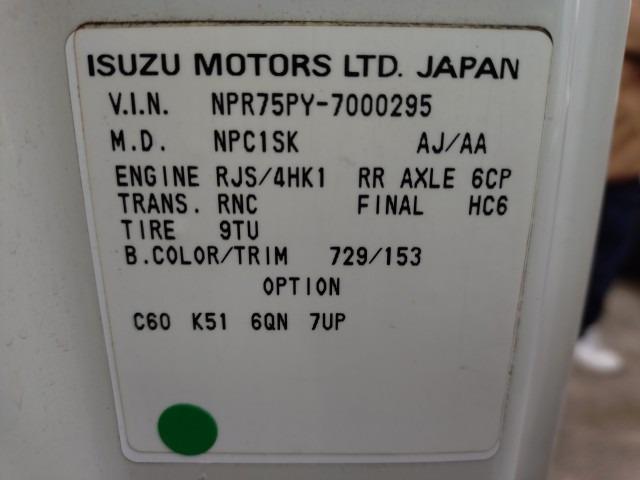 ISUZU MOTORS LTD. JAPAN
V.I.N. NPR75PY-7000295
M.D. NPC1SK AJ/AA
ENGINE RJS/4HK1 RR AXLE 6CP
TRANS. RNC FINAL HC6
TIRE 9TU
B.COLOR/TRIM 729/153
OPTION
C60 K51 6QN 7UP